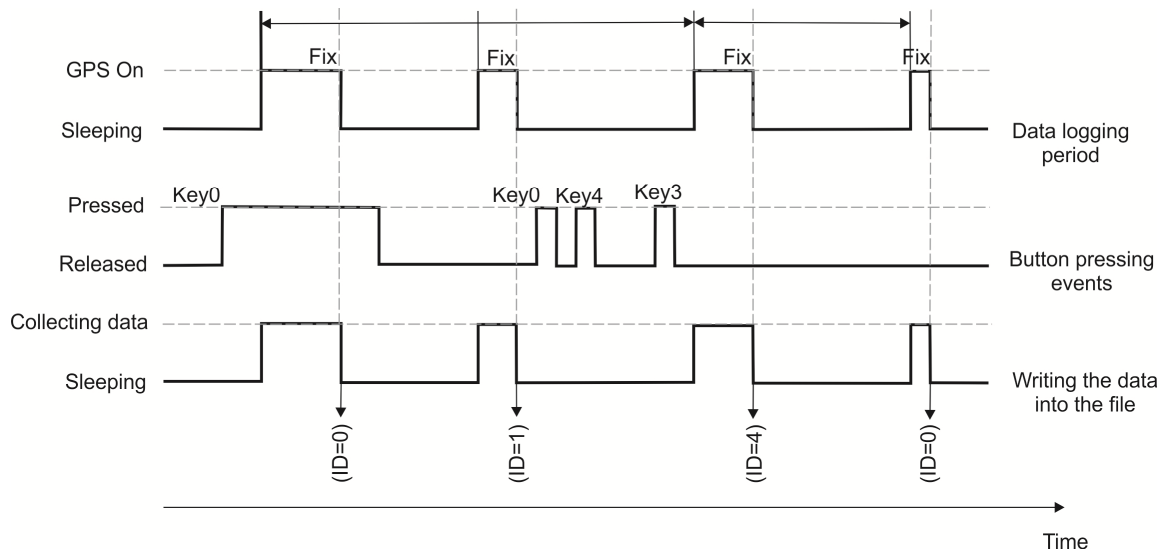 Fix
Fix
Fix
Fix
GPS On
Sleeping
Data logging
period
Key0
Key0
Key4
Key3
Pressed
Released
Button pressing
events
Collecting data
Sleeping
Writing the data
into the file
(ID=0)
(ID=1)
(ID=4)
(ID=0)
Time